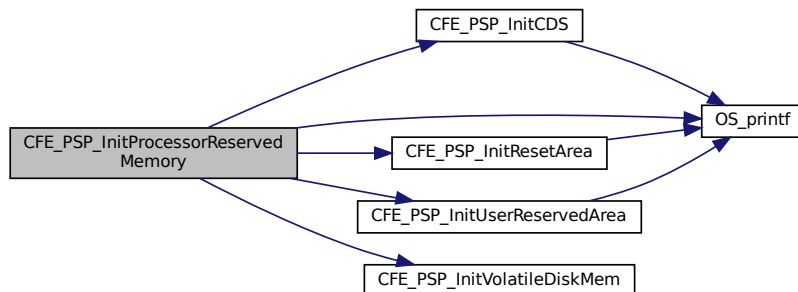 CFE_PSP_InitCDS
OS_printf
CFE_PSP_InitProcessorReserved
Memory
CFE_PSP_InitResetArea
CFE_PSP_InitUserReservedArea
CFE_PSP_InitVolatileDiskMem